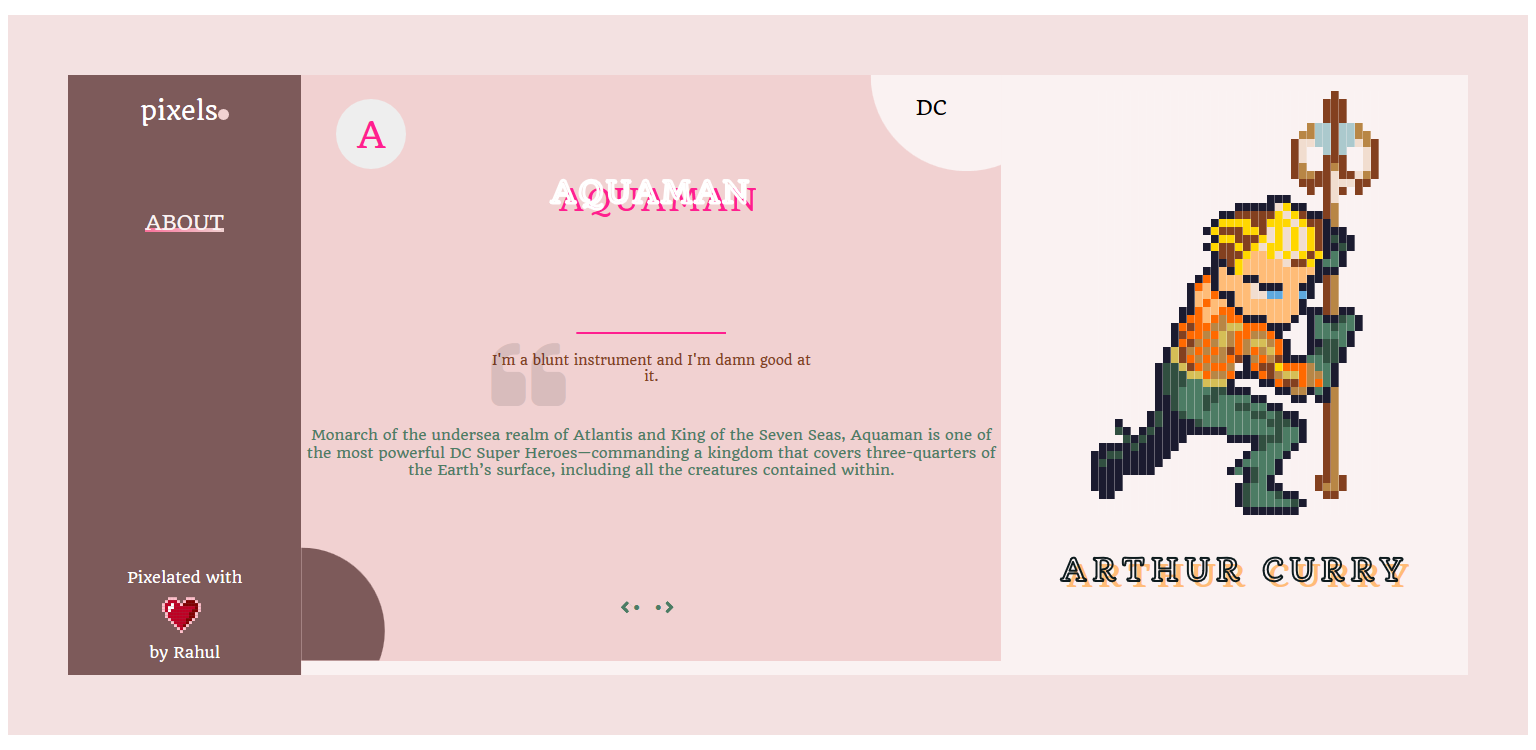 pixels
ABOUT
Pixelated with
by Rahul
A
DC
AQUAMAN
I'm a blunt instrument and I'm damn good at
it.
Monarch of the undersea realm of Atlantis and King of the Seven Seas, Aquaman is one of
the most powerful DC Super Heroes—commanding a kingdom that covers three-quarters of
the Earth’s surface, including all the creatures contained within.
ARTHUR CURRY